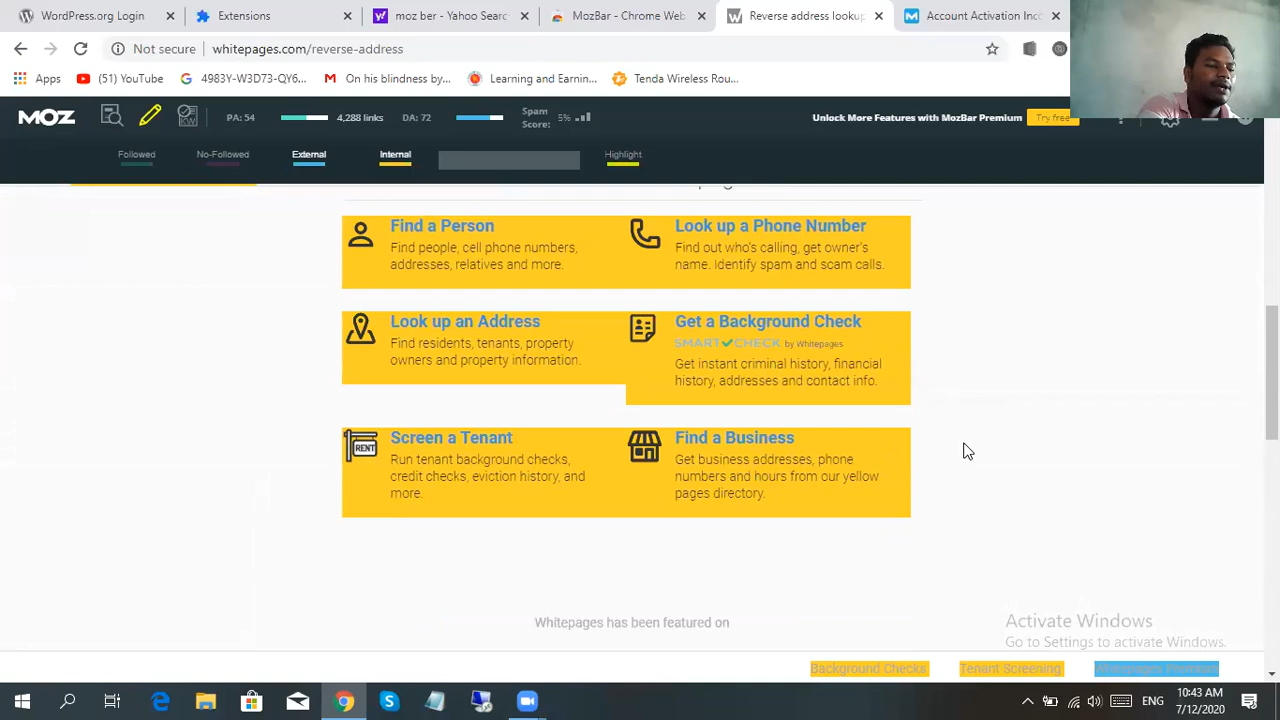 WordPress.org Login
Extensions
moz ber - Yahoo Sear
MozBar - Chrome Web
Reverse address looku
Account Activation Inc
Not secure
whitepages.com/reverse-address
Apps
(51) YouTube
4983Y-W3D73-QY6...
On his blindness by...
Learning and Earnin...
Tenda Wireless Rou...
MOZ
PA: 54
4,288 links
DA: 72
Spam
Score:
5%
Unlock More Features with MozBar Premium
Try free
Followed
No-Followed
External
Internal
Highlight
Find a Person
Find people, cell phone numbers,
addresses, relatives and more.
Look up a Phone Number
Find out who's calling, get owner's
name. Identify spam and scam calls.
Look up an Address
Find residents, tenants, property
owners and property information.
Get a Background Check
SMARTCHECK by Whitepages
Get instant criminal history, financial
history, addresses and contact info.
RENT
Screen a Tenant
Run tenant background checks,
credit checks, eviction history, and
more.
Find a Business
Get business addresses, phone
numbers and hours from our yellow
pages directory.
Whitepages has been featured on
Activate Windows
Go to Settings to activate Windows.
Background Checks
Tenant Screening
Whitepages Premium
ENG
10:43 AM
7/12/2020